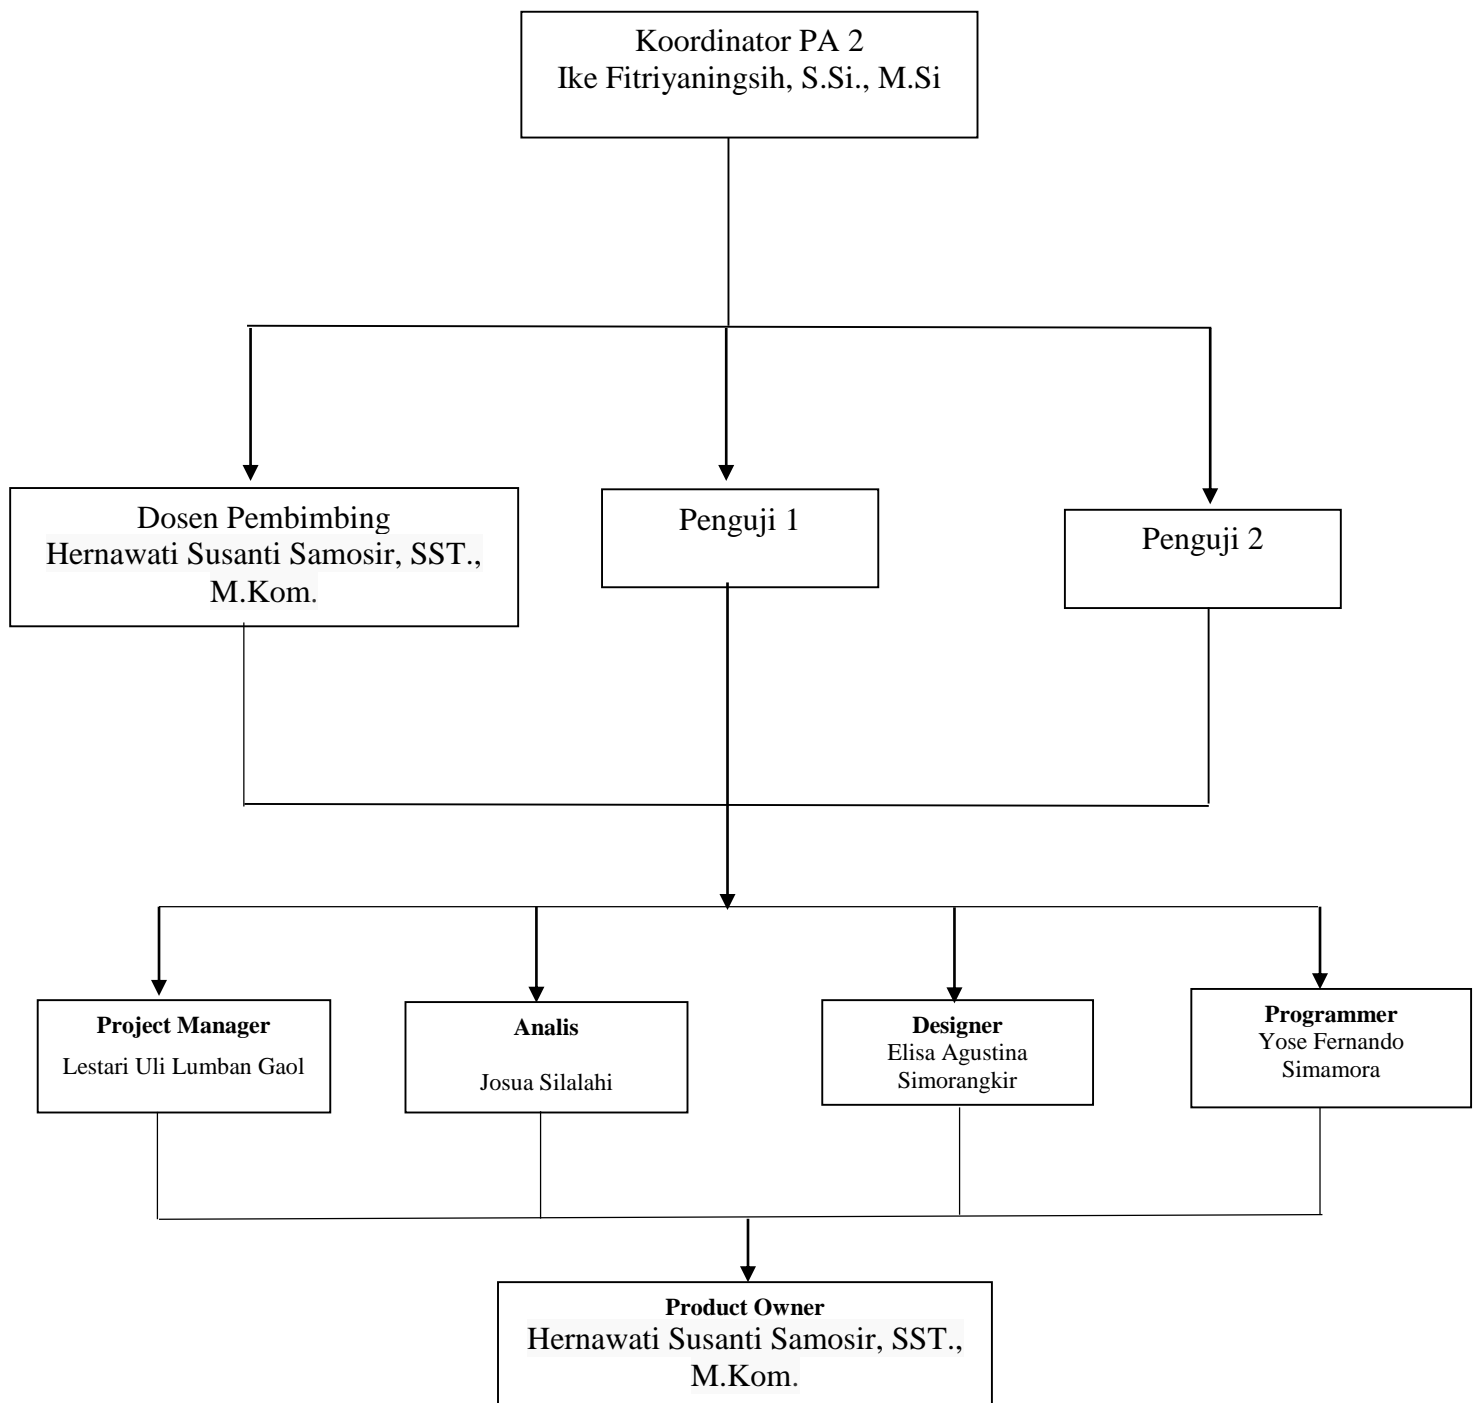 Koordinator PA 2
Ike Fitriyaningsih, S.Si., M.Si
Dosen Pembimbing
Hernawati Susanti Samosir, SST.,
M.Kom.
Penguji 1
Penguji 2
Project Manager
Lestari Uli Lumban Gaol
Analis
Josua Silalahi
Designer
Elisa Agustina
Simorangkir
Programmer
Yose Fernando
Simamora
Product Owner
Hernawati Susanti Samosir, SST.,
M.Kom.